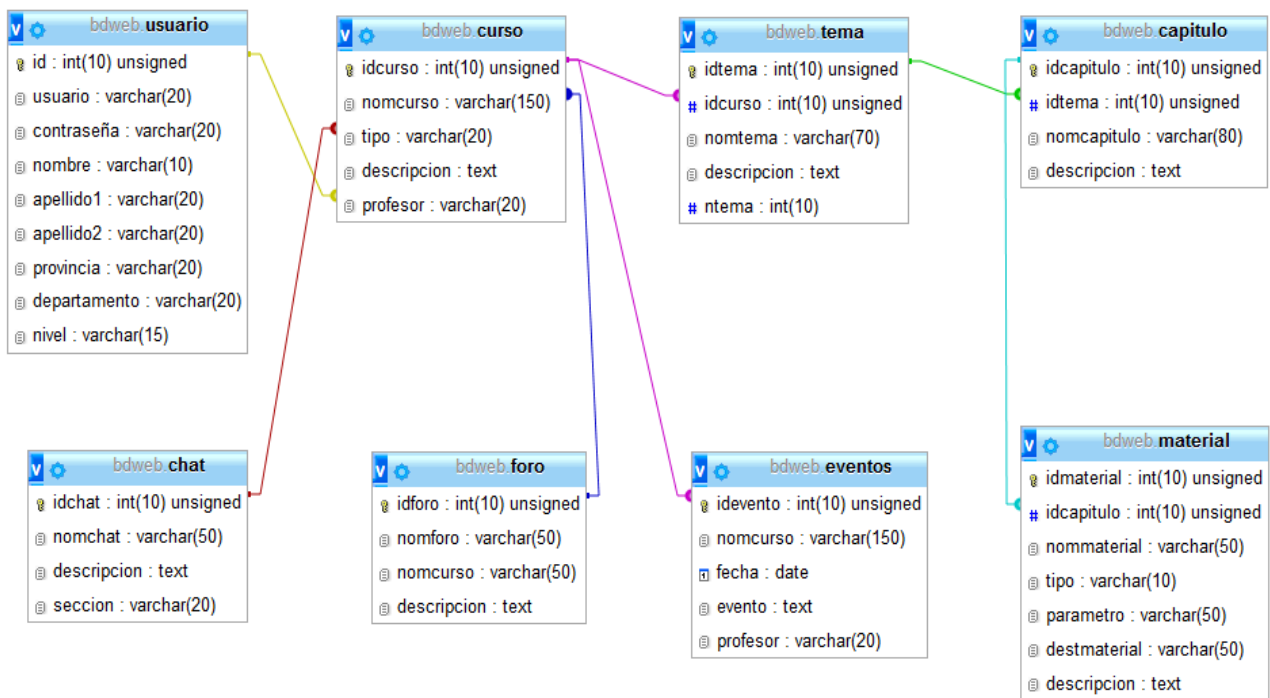 bdweb.usuario
id : int(10) unsigned
usuario : varchar(20)
contraseña : varchar(20)
nombre : varchar(10)
apellido1 : varchar(20)
apellido2 : varchar(20)
provincia : varchar(20)
departamento : varchar(20)
nivel : varchar(15)
bdweb.curso
idcurso : int(10) unsigned
nomcurso : varchar(150)
tipo : varchar(20)
descripcion : text
profesor : varchar(20)
bdweb.tema
idtema : int(10) unsigned
# idcurso : int(10) unsigned
nomtema : varchar(70)
descripcion : text
# ntema : int(10)
bdweb.capitulo
idcapitulo : int(10) unsigned
# idtema : int(10) unsigned
nomcapitulo : varchar(80)
descripcion : text
bdweb.chat
idchat : int(10) unsigned
nomchat : varchar(50)
descripcion : text
seccion : varchar(20)
bdweb.foro
idforo : int(10) unsigned
nomforo : varchar(50)
nomcurso : varchar(50)
descripcion : text
bdweb.eventos
idevento : int(10) unsigned
nomcurso : varchar(150)
fecha : date
evento : text
profesor : varchar(20)
bdweb.material
idmaterial : int(10) unsigned
# idcapitulo : int(10) unsigned
nommaterial : varchar(50)
tipo : varchar(10)
parametro : varchar(50)
destmaterial : varchar(50)
descripcion : text